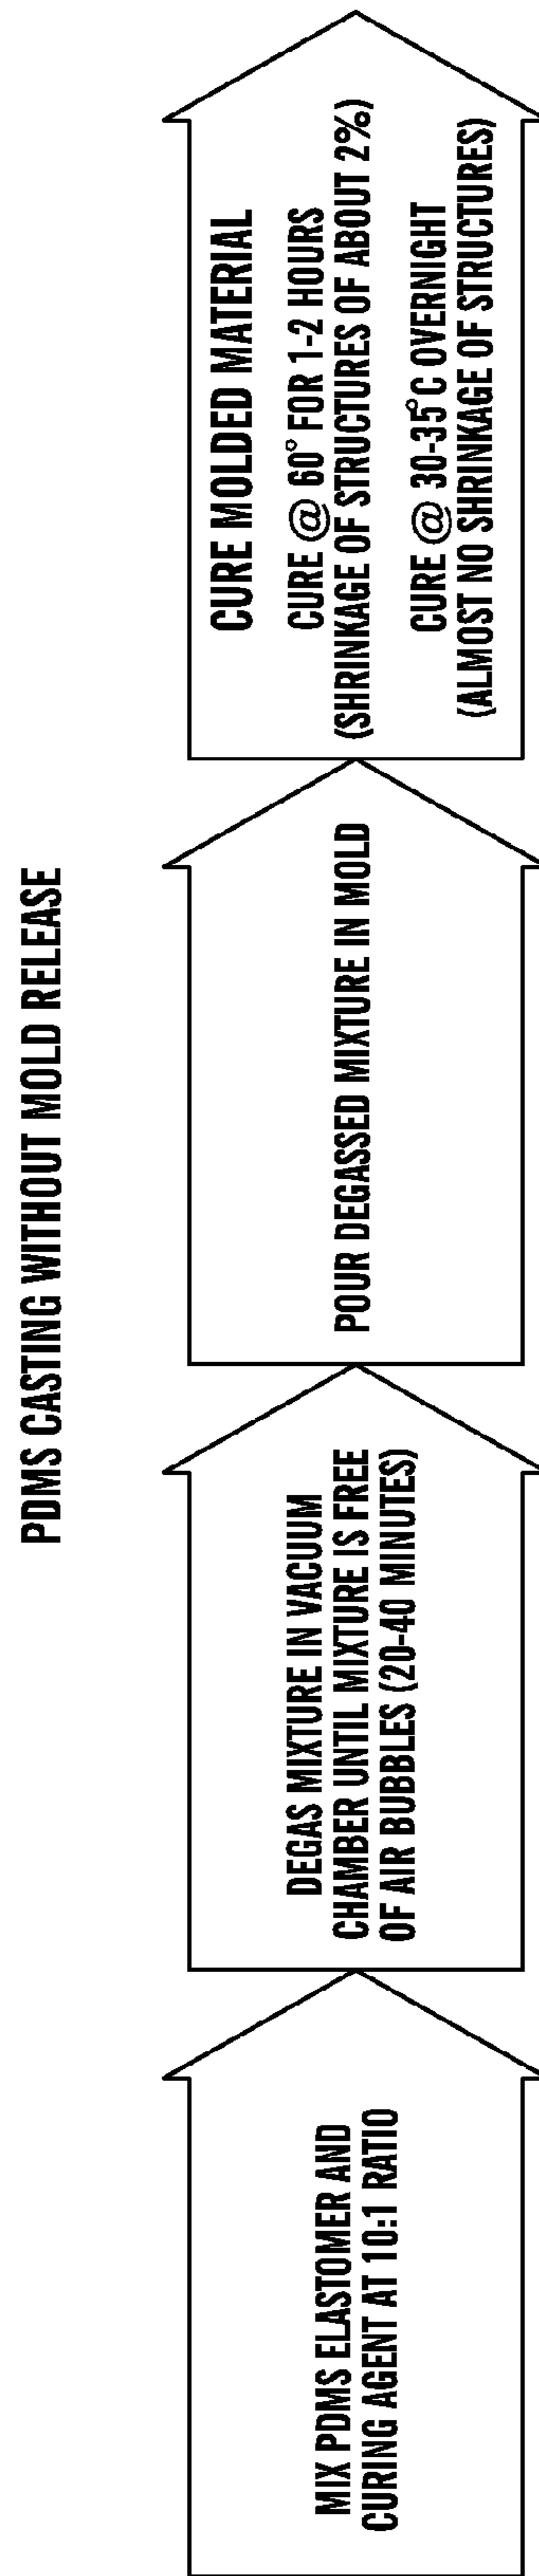 PDMS CASTING WITHOUT MOLD RELEASE
MIX PDMS ELASTOMER AND
CURING AGENT AT 10:1 RATIO
DEGAS MIXTURE IN VACUUM
CHAMBER UNTIL MIXTURE IS FREE
OF AIR BUBBLES (20-40 MINUTES)
POUR DEGASSED MIXTURE IN MOLD
CURE MOLDED MATERIAL
CURE @ 60° FOR 1-2 HOURS
(SHRINKAGE OF STRUCTURES OF ABOUT 2%)
CURE @ 30-35°C OVERNIGHT
(ALMOST NO SHRINKAGE OF STRUCTURES)